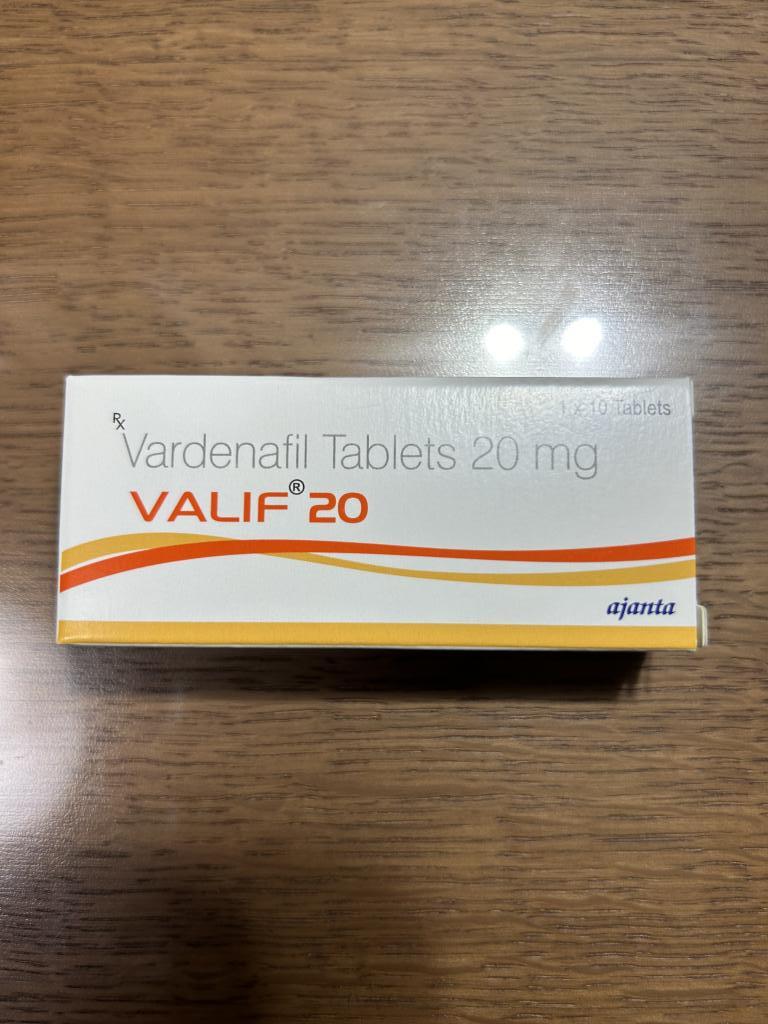 1 x 10 Tablets
Rx
Vardenafil Tablets 20 mg
VALIF® 20
ajanta